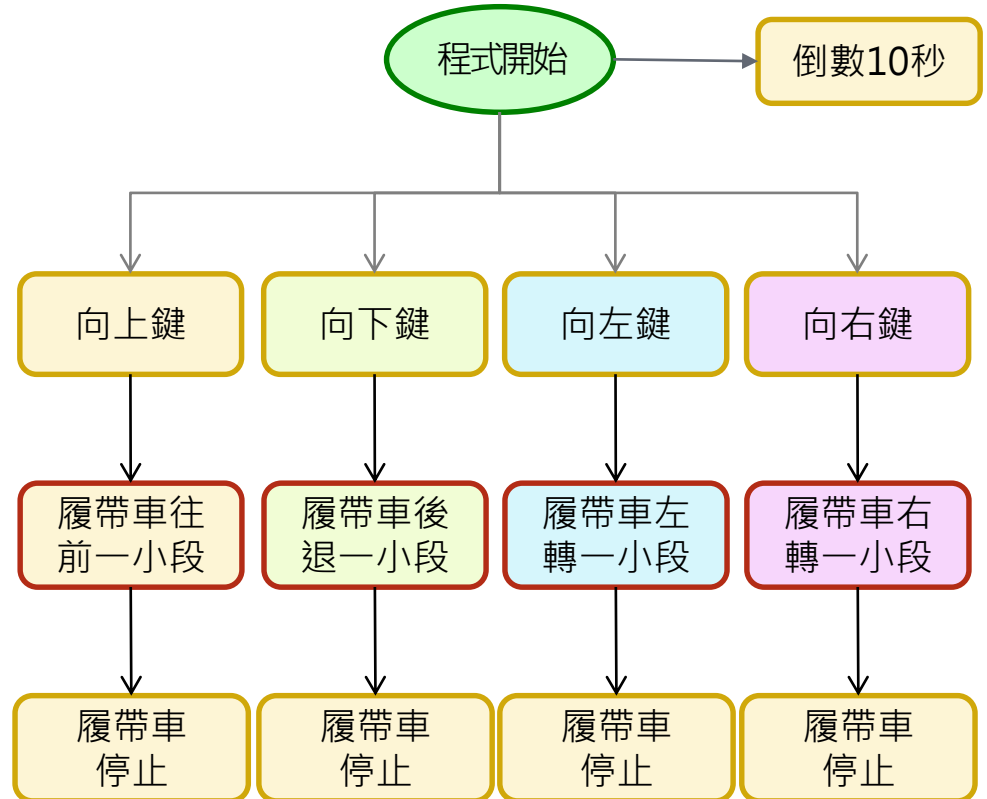 程式開始
倒數10秒
向上鍵
向下鍵
向左鍵
向右鍵
履帶車往
前一小段
履帶車後
退一小段
履帶車左
轉一小段
履帶車右
轉一小段
履帶車
停止
履帶車
停止
履帶車
停止
履帶車
停止